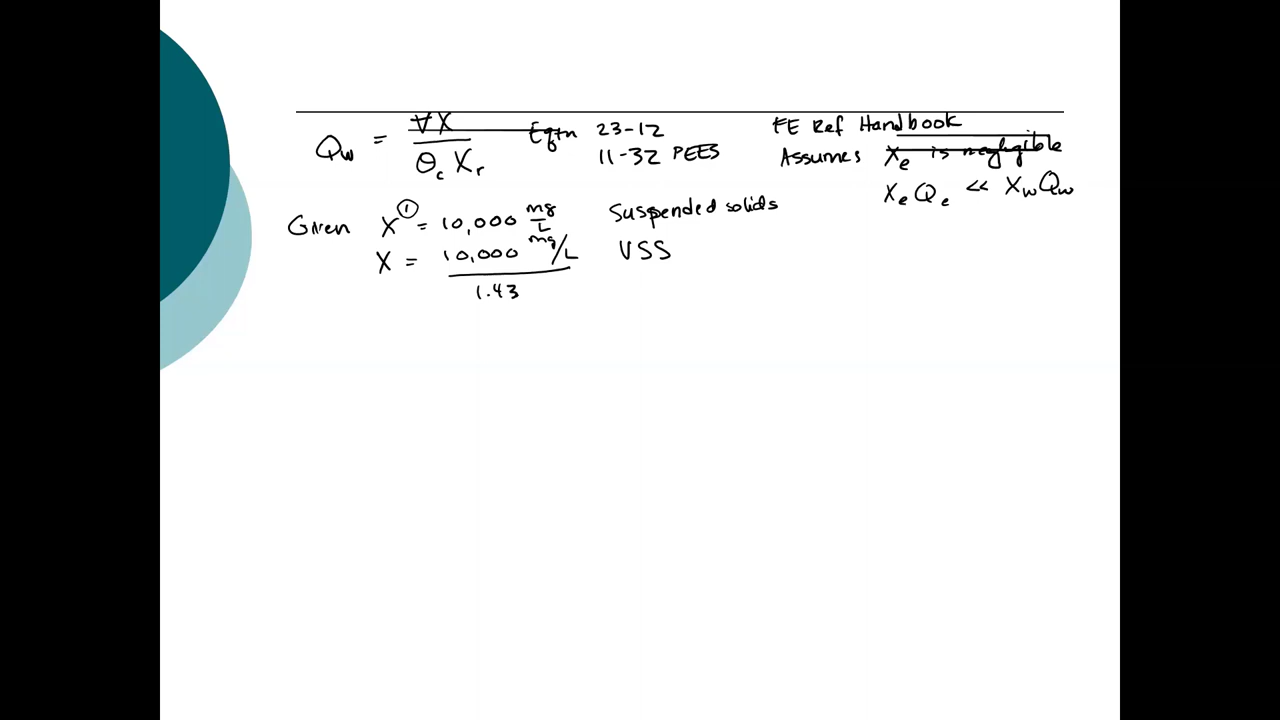 Qw = ∀X / θc Xr Eqtn 23-12 FE Ref Handbook
11-32 PEES Assumes Xe is negligible
XeQe << XwQw
Given X① = 10,000 mg/L Suspended solids
X = 10,000 mg/L / 1.43 VSS